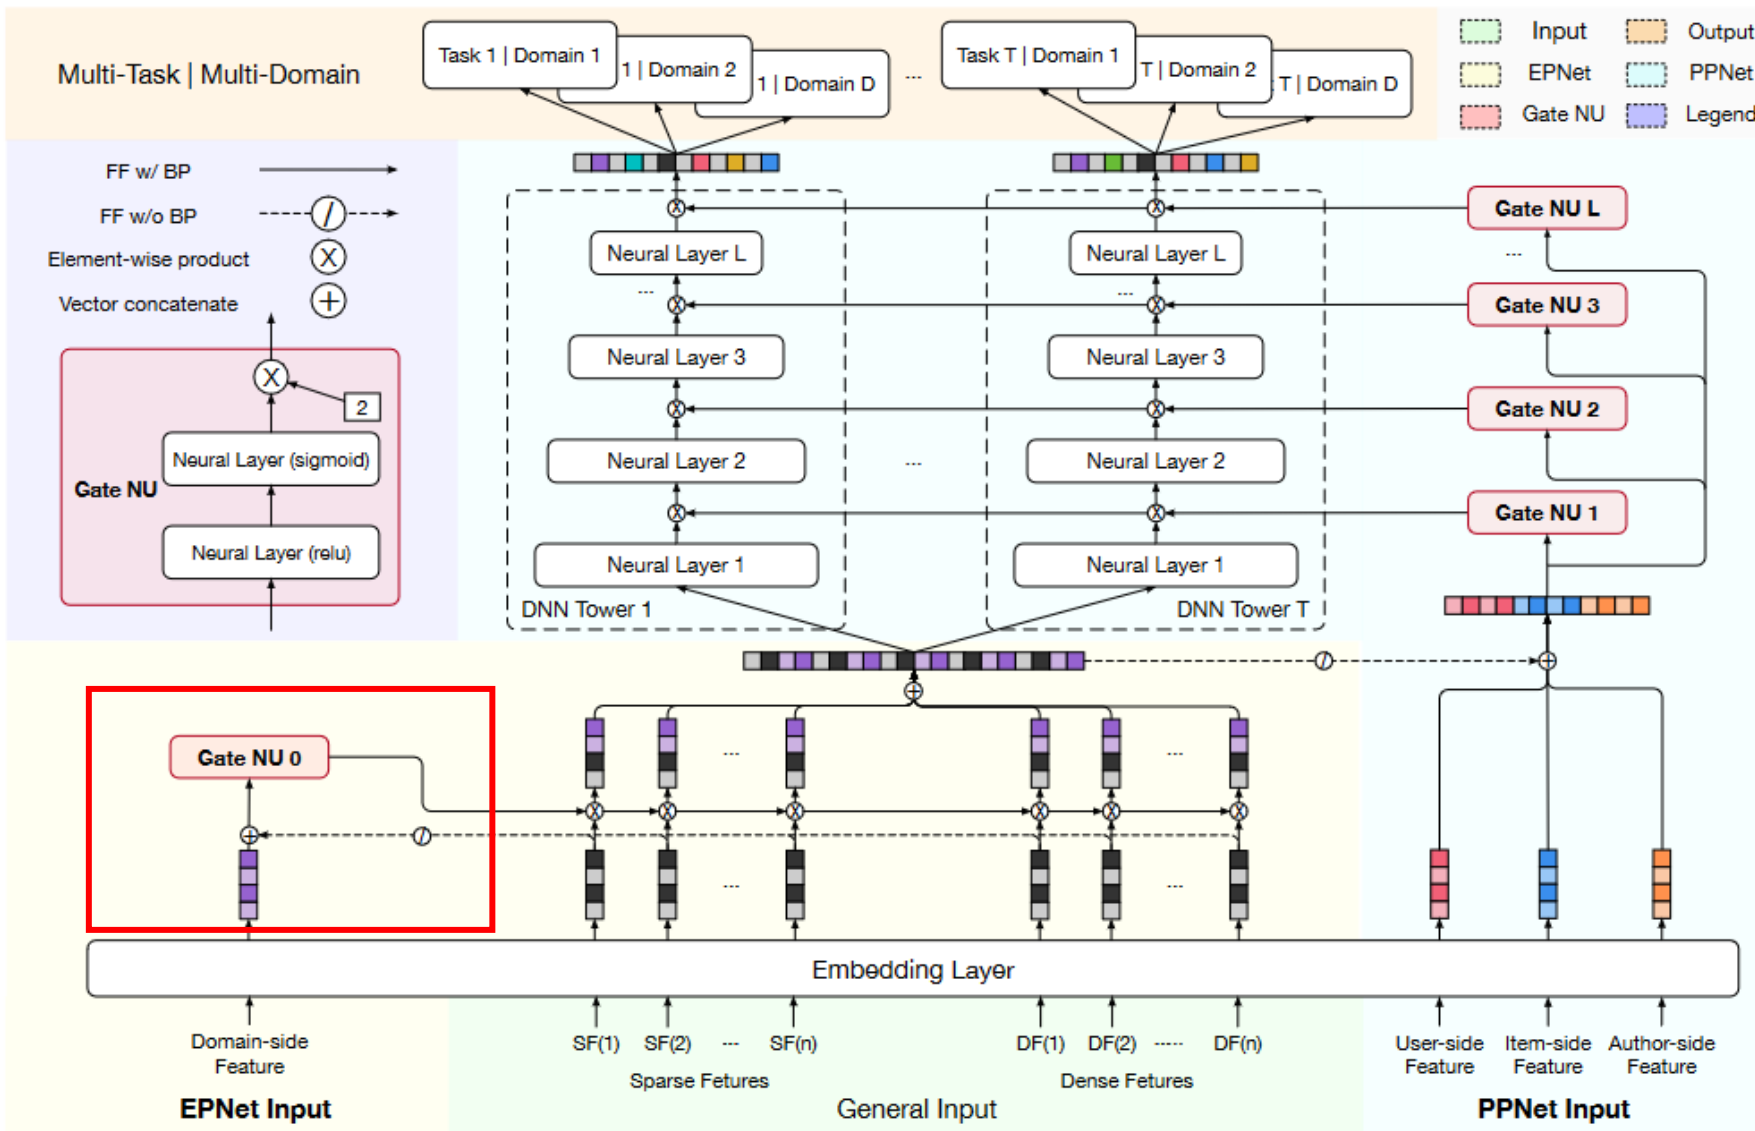 Multi-Task | Multi-Domain
Task 1 | Domain 1
1 | Domain 2
1 | Domain D
...
Task T | Domain 1
T | Domain 2
T | Domain D
Input
Output
EPNet
PPNet
Gate NU
Legend
FF w/ BP
FF w/o BP
/
Element-wise product
X
Vector concatenate
+
X
2
Neural Layer (sigmoid)
Gate NU
Neural Layer (relu)
Neural Layer L
...
Neural Layer 3
Neural Layer 2
Neural Layer 1
DNN Tower 1
...
Neural Layer L
...
Neural Layer 3
Neural Layer 2
Neural Layer 1
DNN Tower T
Gate NU L
...
Gate NU 3
Gate NU 2
Gate NU 1
Gate NU 0
... ...
... ...
Embedding Layer
Domain-side
Feature
EPNet Input
SF(1) SF(2) ... SF(n)
Sparse Fetures
DF(1) DF(2) ..... DF(n)
Dense Fetures
General Input
User-side
Feature
Item-side
Feature
Author-side
Feature
PPNet Input